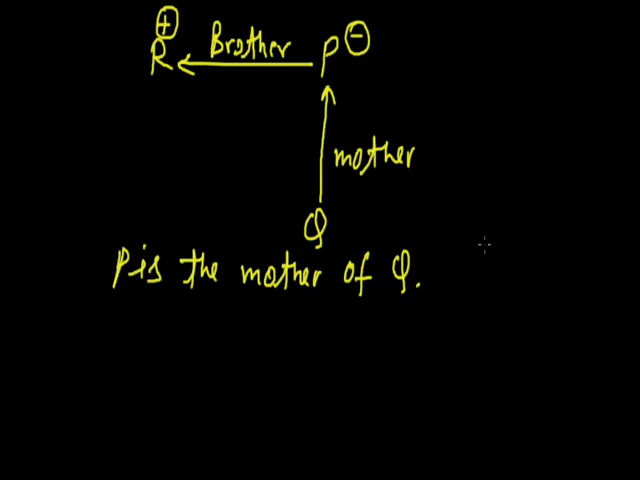 ⊕ ⊖
R Brother P
mother
Q
P is the mother of Q.